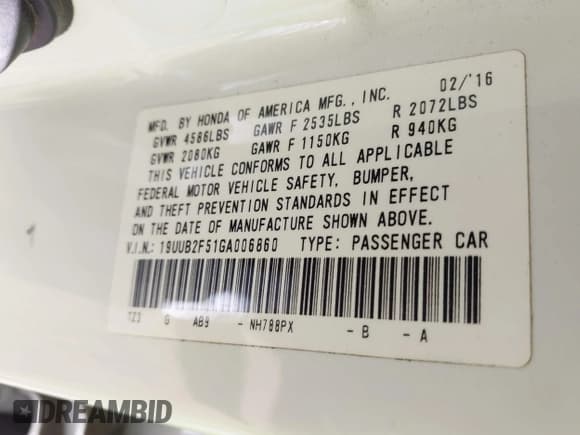 MFD. BY HONDA OF AMERICA MFG., INC. 02/'16
GVWR 4586LBS GAWR F 2535LBS R 2072LBS
GVWR 2080KG GAWR F 1150KG R 940KG
THIS VEHICLE CONFORMS TO ALL APPLICABLE
FEDERAL MOTOR VEHICLE SAFETY, BUMPER,
AND THEFT PREVENTION STANDARDS IN EFFECT
ON THE DATE OF MANUFACTURE SHOWN ABOVE.
V.I.N.: 19UUB2F51GA006860 TYPE: PASSENGER CAR
TZ3 G AB9 - NH788PX - B - A
DREAMBID